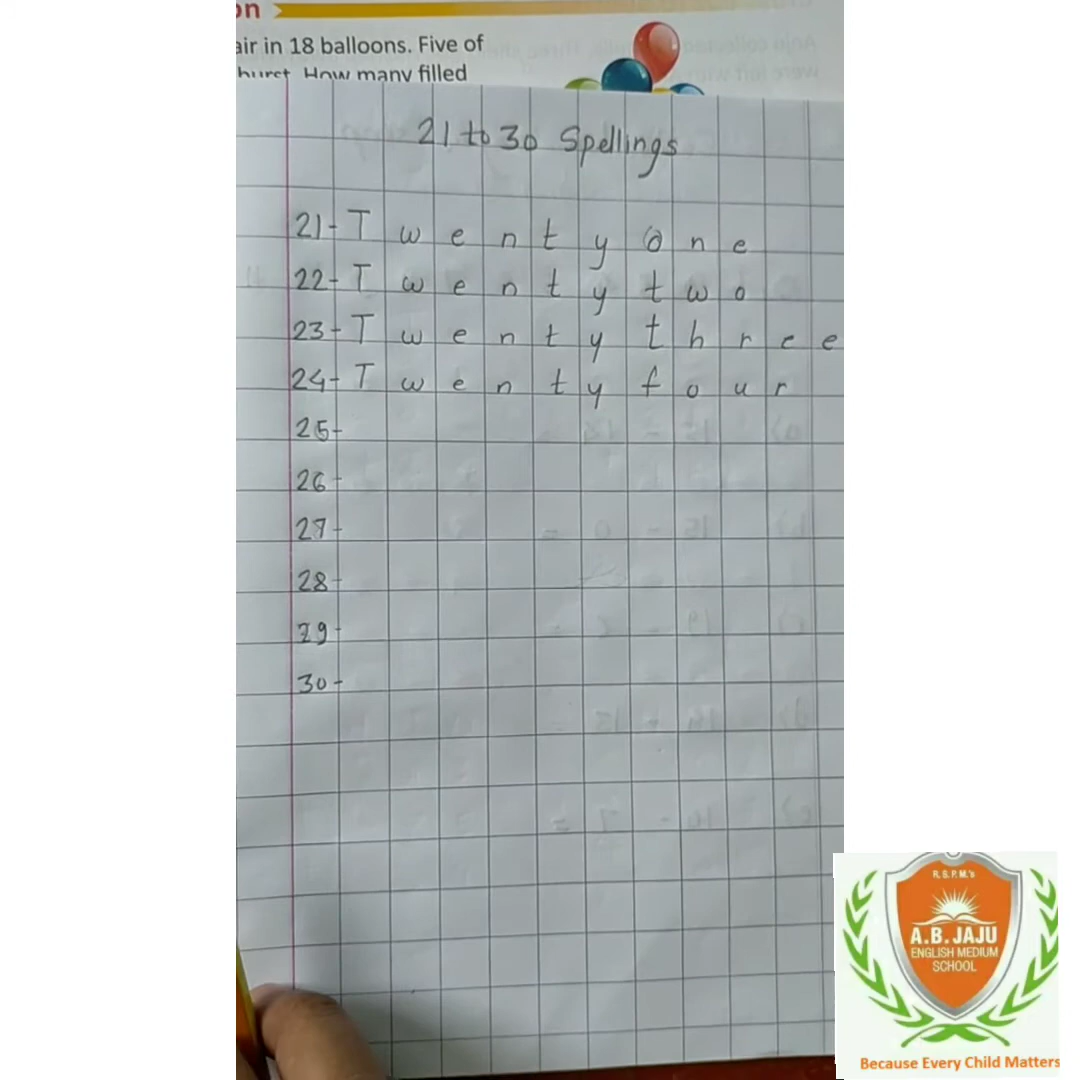 on
air in 18 balloons. Five of
burst. How many filled
21 to 30 Spellings
21- Twenty one
22- Twenty two
23- Twenty three
24- Twenty four
25-
26-
27-
28-
29-
30-
R.S.P.M.'s
A.B. JAJU
ENGLISH MEDIUM
SCHOOL
Because Every Child Matters